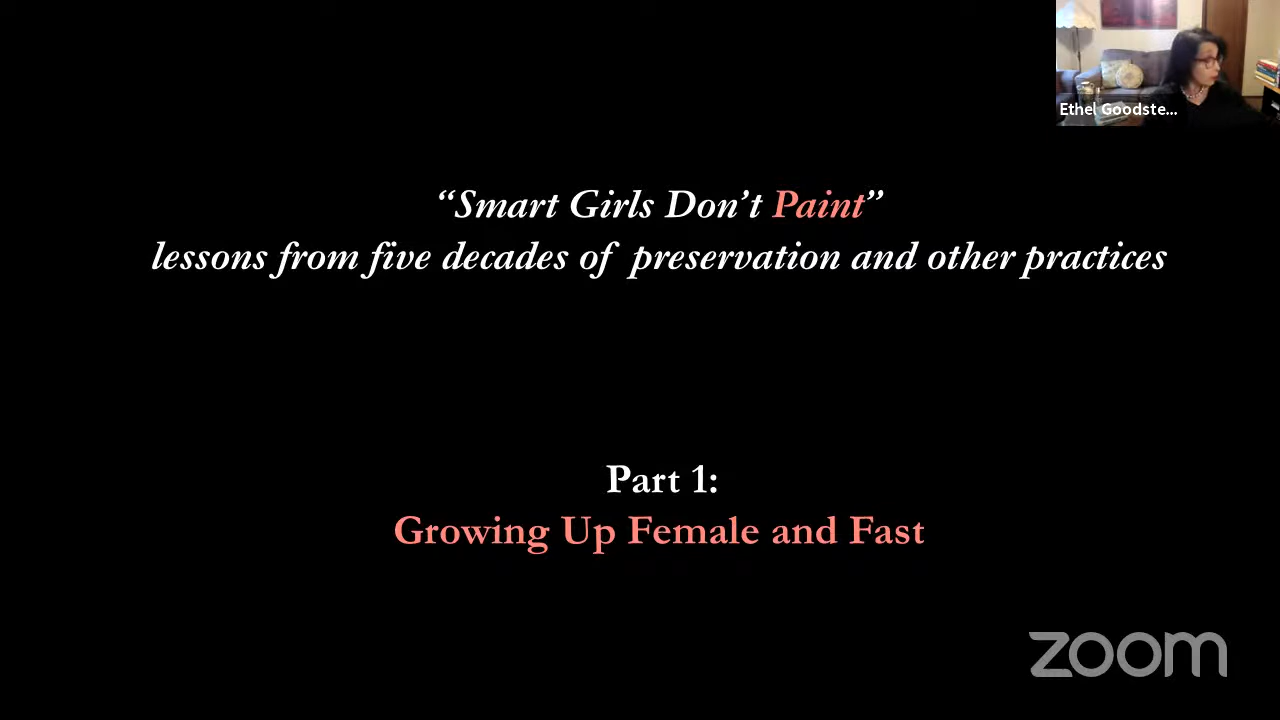 Ethel Goodste...
“Smart Girls Don’t Paint”
lessons from five decades of preservation and other practices
Part 1:
Growing Up Female and Fast
zoom